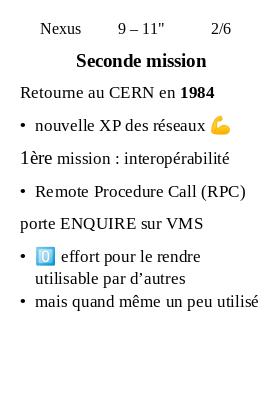 Nexus 9 – 11" 2/6
Seconde mission
Retourne au CERN en 1984
• nouvelle XP des réseaux 💪
1ère mission : interopérabilité
• Remote Procedure Call (RPC)
porte ENQUIRE sur VMS
• 0️⃣ effort pour le rendre
utilisable par d’autres
• mais quand même un peu utilisé